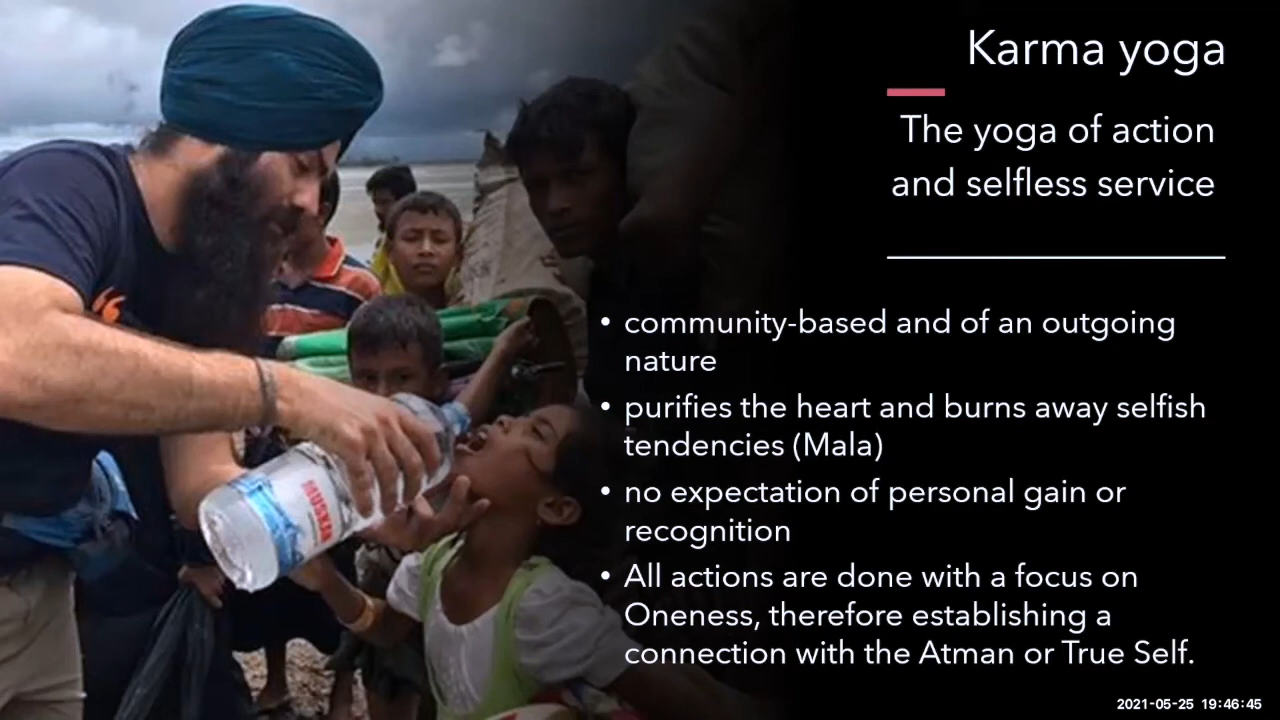 Karma yoga
The yoga of action
and selfless service
• community-based and of an outgoing
nature
• purifies the heart and burns away selfish
tendencies (Mala)
• no expectation of personal gain or
recognition
• All actions are done with a focus on
Oneness, therefore establishing a
connection with the Atman or True Self.
MUSKAN
2021-05-25 19:46:45